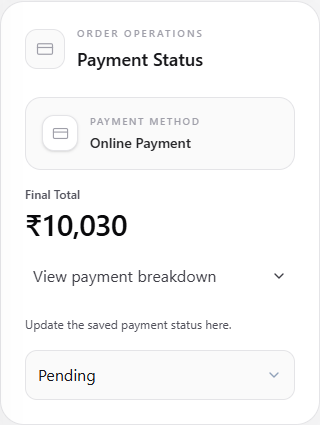 ORDER OPERATIONS
Payment Status
PAYMENT METHOD
Online Payment
Final Total
₹10,030
View payment breakdown
Update the saved payment status here.
Pending